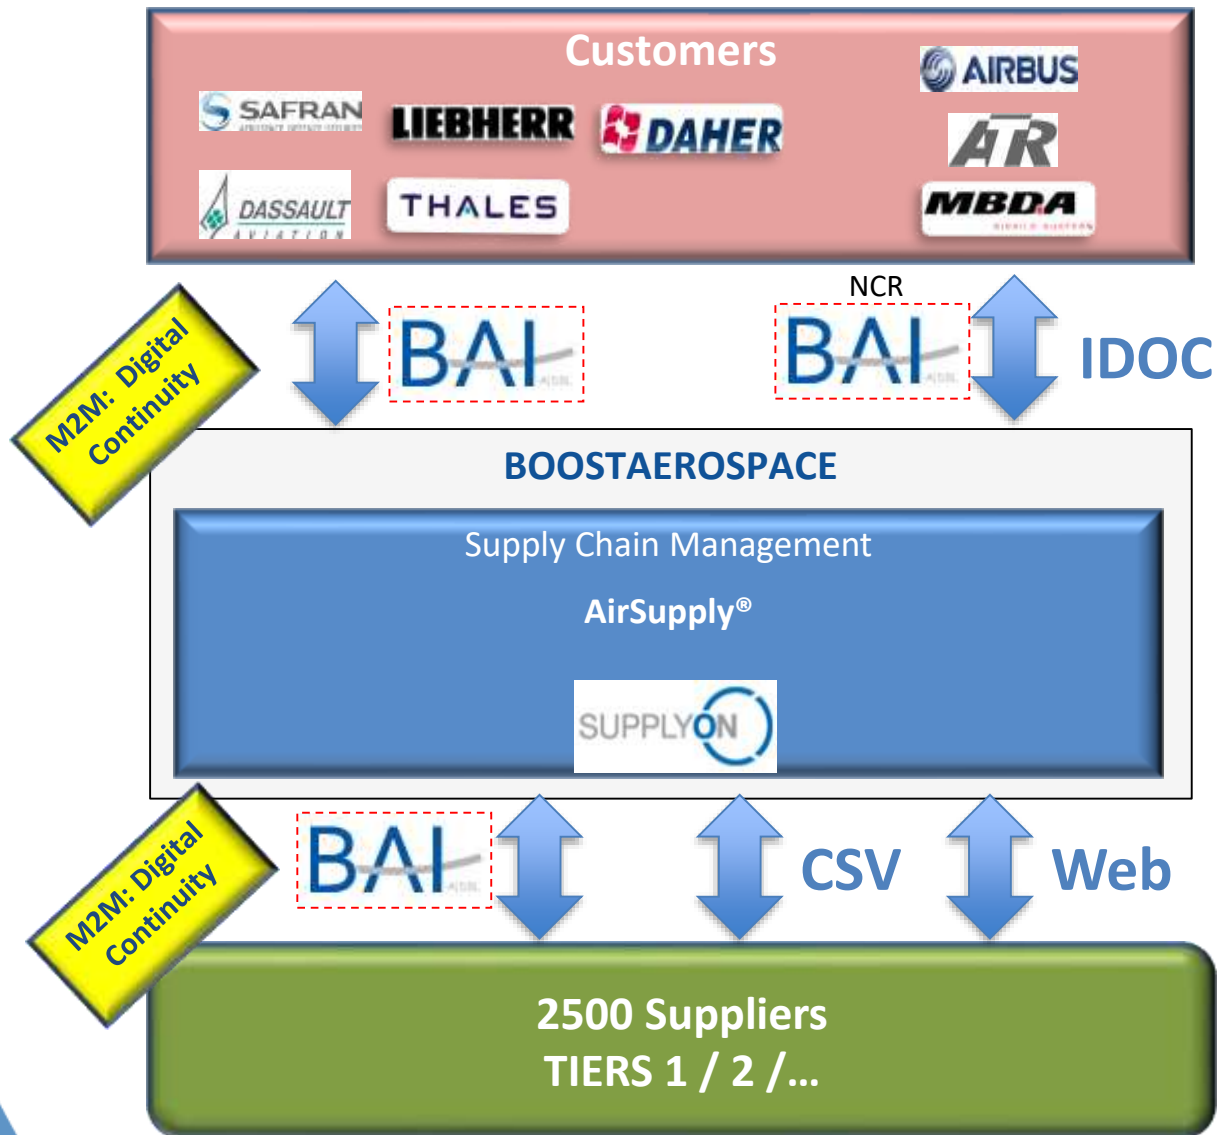 Customers
AIRBUS
SAFRAN
LIEBHERR
DAHER
ATR
DASSAULT
AVIATION
THALES
MBDA
NCR
M2M: Digital
Continuity
BAI
BAI
IDOC
BOOSTAEROSPACE
Supply Chain Management
AirSupply®
SUPPLYON
M2M: Digital
Continuity
BAI
CSV
Web
2500 Suppliers
TIERS 1 / 2 /...